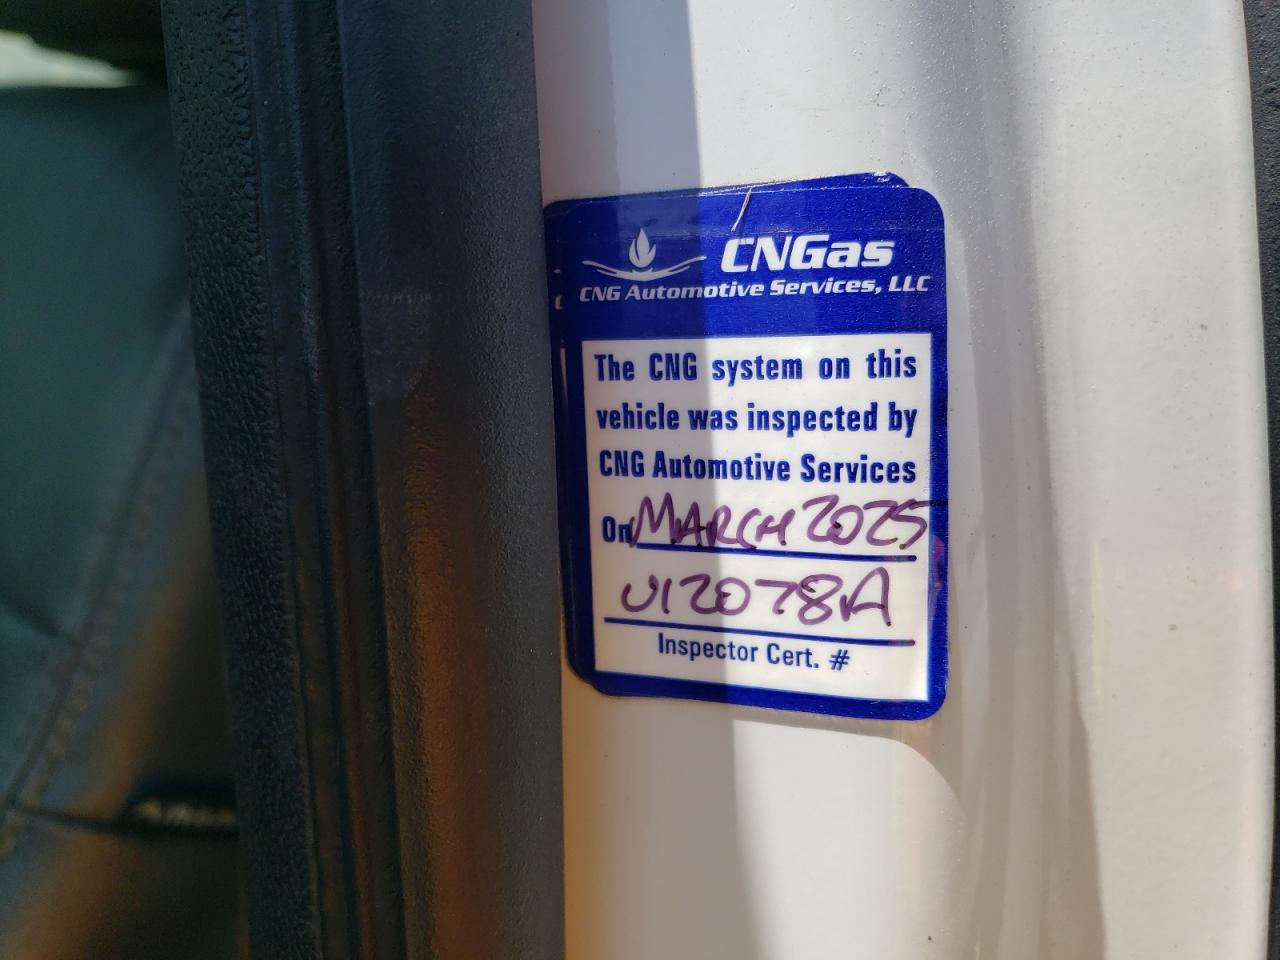 CNGas
CNG Automotive Services, LLC
The CNG system on this
vehicle was inspected by
CNG Automotive Services
On MARCH 2025
U12078A
Inspector Cert. #